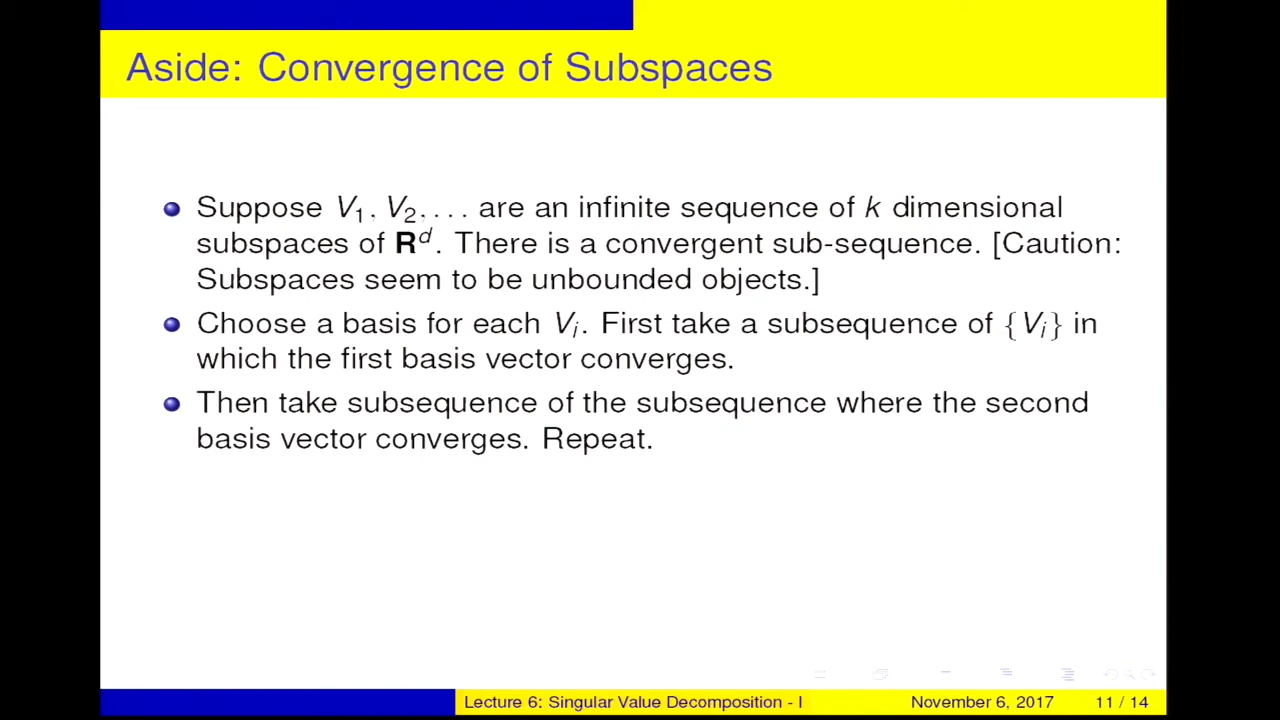 Aside: Convergence of Subspaces
Suppose V₁, V₂, . . . are an infinite sequence of k dimensional
subspaces of Rᵈ. There is a convergent sub-sequence. [Caution:
Subspaces seem to be unbounded objects.]
Choose a basis for each Vᵢ. First take a subsequence of {Vᵢ} in
which the first basis vector converges.
Then take subsequence of the subsequence where the second
basis vector converges. Repeat.
Lecture 6: Singular Value Decomposition - I November 6, 2017 11 / 14